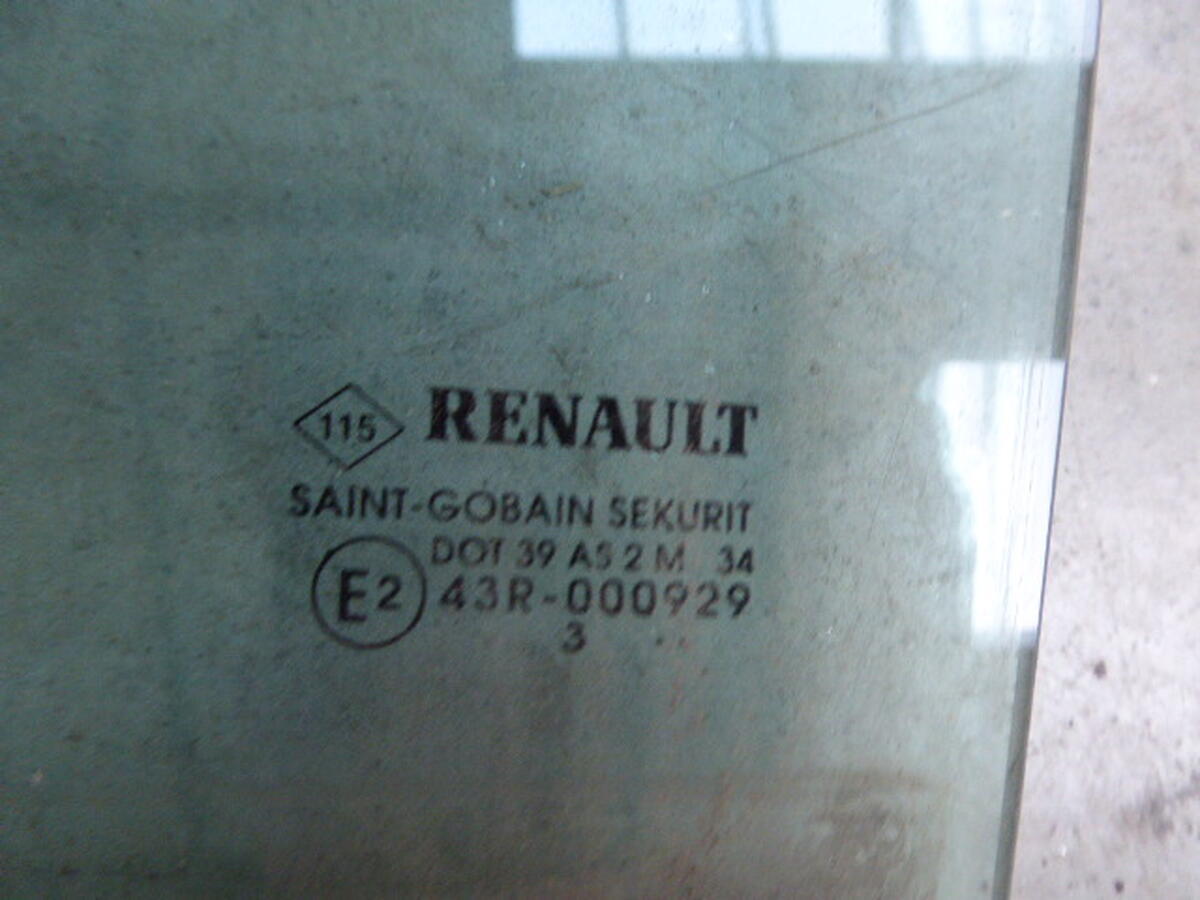 115 RENAULT
SAINT-GOBAIN SEKURIT
DOT 39 AS 2 M 34
E2 43R-000929
3 ..